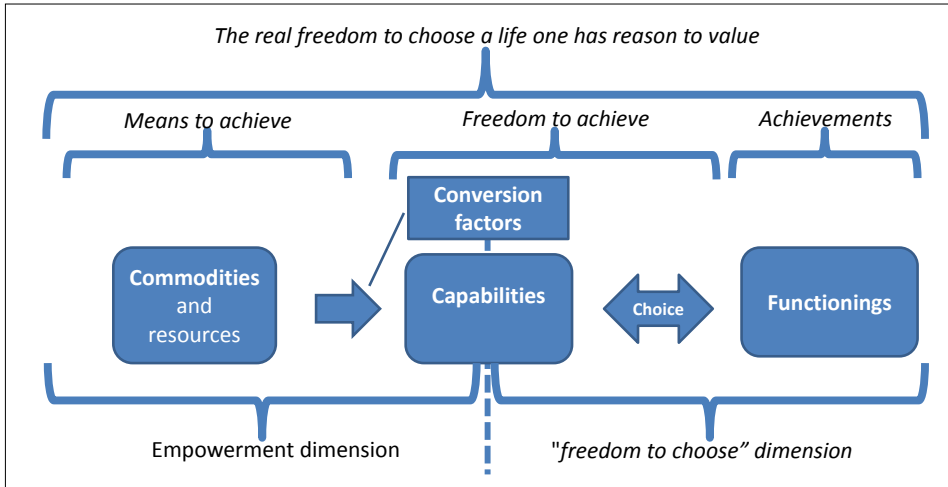 The real freedom to choose a life one has reason to value
Means to achieve
Freedom to achieve
Achievements
Conversion
factors
Commodities
and
resources
Capabilities
Choice
Functionings
Empowerment dimension
"freedom to choose” dimension